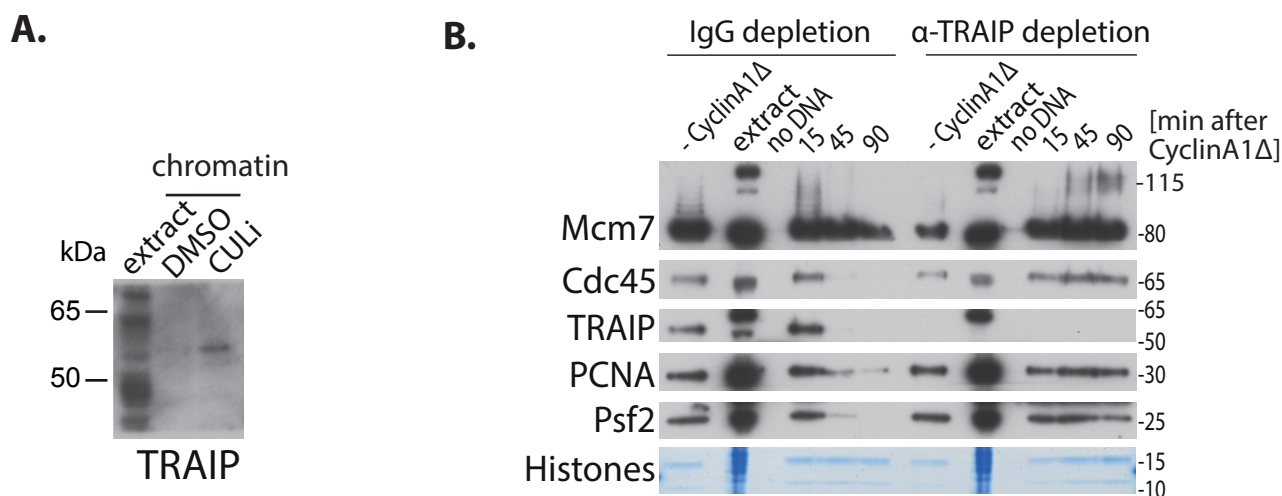 A.
chromatin
kDa
extract
DMSO
CULi
65
50
TRAIP
B.
IgG depletion
α-TRAIP depletion
- CyclinA1Δ
extract
no DNA
15
45
90
- CyclinA1Δ
extract
no DNA
15
45
90
[min after
CyclinA1Δ]
Mcm7
-115
-80
Cdc45
-65
TRAIP
-65
-50
PCNA
-30
Psf2
-25
Histones
-15
-10